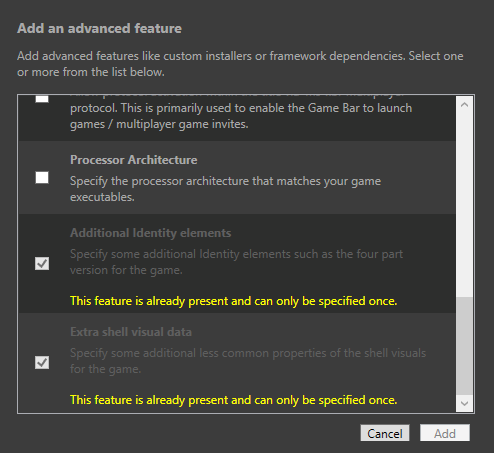 Add an advanced feature
Add advanced features like custom installers or framework dependencies. Select one
or more from the list below.
protocol. This is primarily used to enable the Game Bar to launch
games / multiplayer game invites.
Processor Architecture
Specify the processor architecture that matches your game
executables.
Additional Identity elements
Specify some additional Identity elements such as the four part
version for the game.
This feature is already present and can only be specified once.
Extra shell visual data
Specify some additional less common properties of the shell visuals
for the game.
This feature is already present and can only be specified once.
Cancel
Add